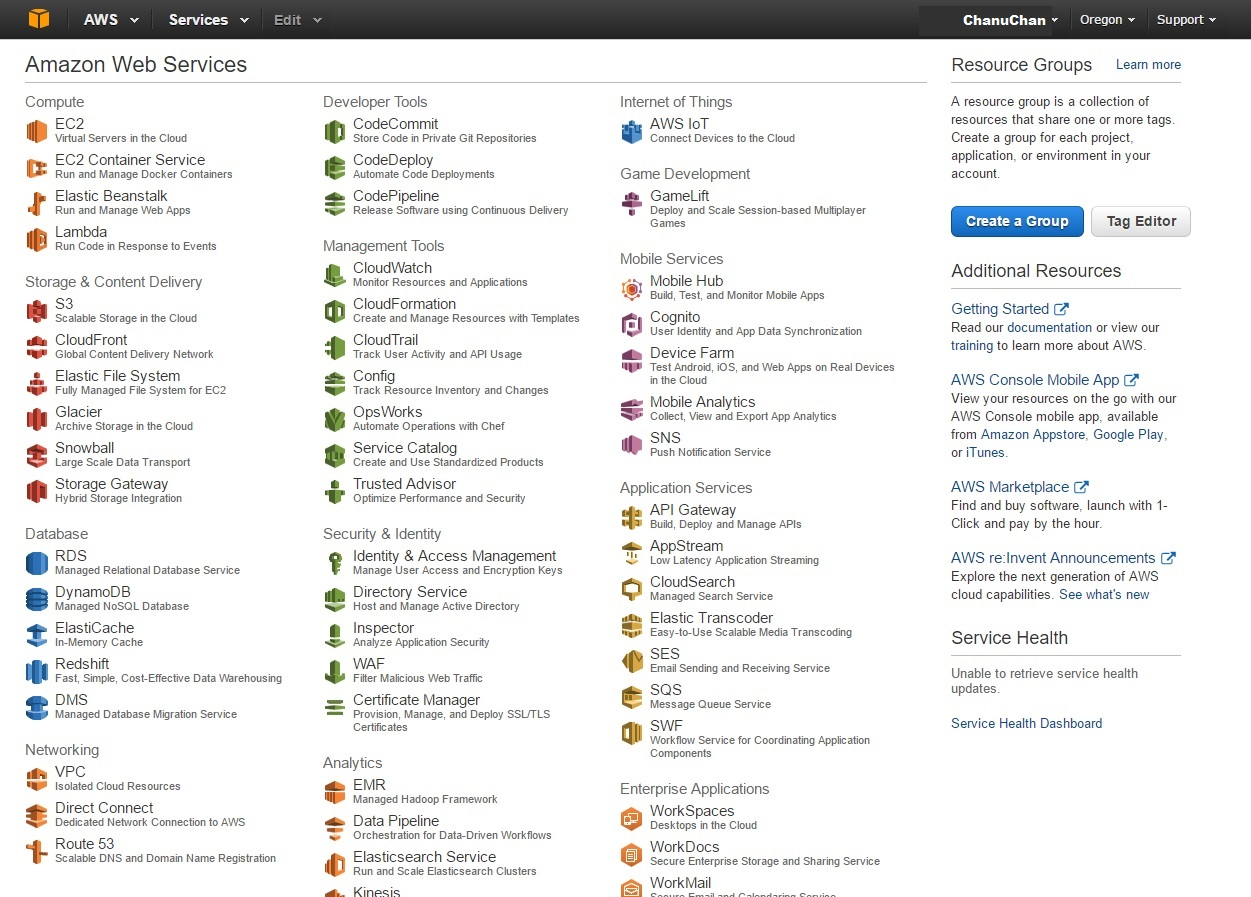 AWS Services Edit ChanuChan Oregon Support
Amazon Web Services
Compute
EC2
Virtual Servers in the Cloud
EC2 Container Service
Run and Manage Docker Containers
Elastic Beanstalk
Run and Manage Web Apps
Lambda
Run Code in Response to Events
Storage & Content Delivery
S3
Scalable Storage in the Cloud
CloudFront
Global Content Delivery Network
Elastic File System
Fully Managed File System for EC2
Glacier
Archive Storage in the Cloud
Snowball
Large Scale Data Transport
Storage Gateway
Hybrid Storage Integration
Database
RDS
Managed Relational Database Service
DynamoDB
Managed NoSQL Database
ElastiCache
In-Memory Cache
Redshift
Fast, Simple, Cost-Effective Data Warehousing
DMS
Managed Database Migration Service
Networking
VPC
Isolated Cloud Resources
Direct Connect
Dedicated Network Connection to AWS
Route 53
Scalable DNS and Domain Name Registration
Developer Tools
CodeCommit
Store Code in Private Git Repositories
CodeDeploy
Automate Code Deployments
CodePipeline
Release Software using Continuous Delivery
Management Tools
CloudWatch
Monitor Resources and Applications
CloudFormation
Create and Manage Resources with Templates
CloudTrail
Track User Activity and API Usage
Config
Track Resource Inventory and Changes
OpsWorks
Automate Operations with Chef
Service Catalog
Create and Use Standardized Products
Trusted Advisor
Optimize Performance and Security
Security & Identity
Identity & Access Management
Manage User Access and Encryption Keys
Directory Service
Host and Manage Active Directory
Inspector
Analyze Application Security
WAF
Filter Malicious Web Traffic
Certificate Manager
Provision, Manage, and Deploy SSL/TLS
Certificates
Analytics
EMR
Managed Hadoop Framework
Data Pipeline
Orchestration for Data-Driven Workflows
Elasticsearch Service
Run and Scale Elasticsearch Clusters
Kinesis
Internet of Things
AWS IoT
Connect Devices to the Cloud
Game Development
GameLift
Deploy and Scale Session-based Multiplayer
Games
Mobile Services
Mobile Hub
Build, Test, and Monitor Mobile Apps
Cognito
User Identity and App Data Synchronization
Device Farm
Test Android, iOS, and Web Apps on Real Devices
in the Cloud
Mobile Analytics
Collect, View and Export App Analytics
SNS
Push Notification Service
Application Services
API Gateway
Build, Deploy and Manage APIs
AppStream
Low Latency Application Streaming
CloudSearch
Managed Search Service
Elastic Transcoder
Easy-to-Use Scalable Media Transcoding
SES
Email Sending and Receiving Service
SQS
Message Queue Service
SWF
Workflow Service for Coordinating Application
Components
Enterprise Applications
WorkSpaces
Desktops in the Cloud
WorkDocs
Secure Enterprise Storage and Sharing Service
WorkMail
Secure Email and Calendaring Service
Resource Groups Learn more
A resource group is a collection of
resources that share one or more tags.
Create a group for each project,
application, or environment in your
account.
Create a Group Tag Editor
Additional Resources
Getting Started
Read our documentation or view our
training to learn more about AWS.
AWS Console Mobile App
View your resources on the go with our
AWS Console mobile app, available
from Amazon Appstore, Google Play,
or iTunes.
AWS Marketplace
Find and buy software, launch with 1-
Click and pay by the hour.
AWS re:Invent Announcements
Explore the next generation of AWS
cloud capabilities. See what's new
Service Health
Unable to retrieve service health
updates.
Service Health Dashboard